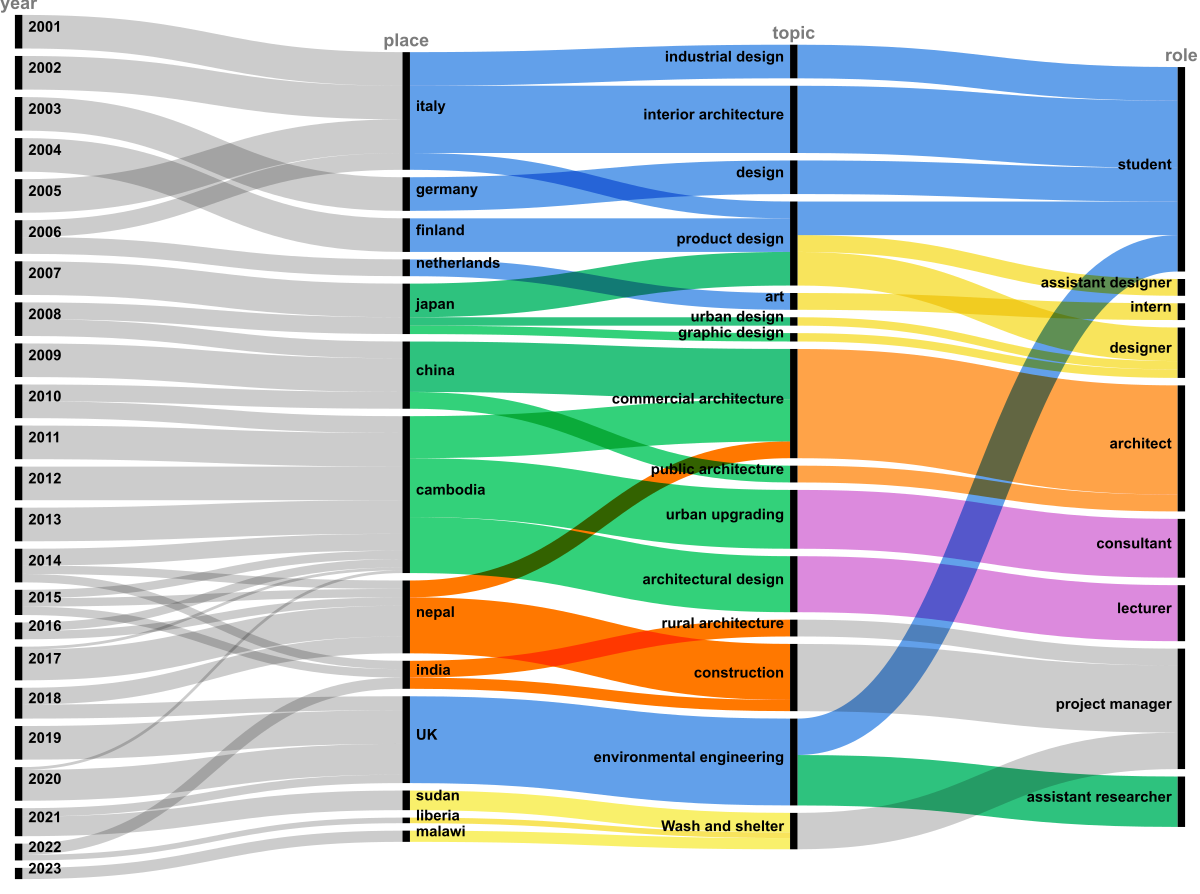 year
2001
2002
2003
2004
2005
2006
2007
2008
2009
2010
2011
2012
2013
2014
2015
2016
2017
2018
2019
2020
2021
2022
2023
place
italy
germany
finland
netherlands
japan
china
cambodia
nepal
india
UK
sudan
liberia
malawi
topic
industrial design
interior architecture
design
product design
art
urban design
graphic design
commercial architecture
public architecture
urban upgrading
architectural design
rural architecture
construction
environmental engineering
Wash and shelter
role
student
assistant designer
intern
designer
architect
consultant
lecturer
project manager
assistant researcher